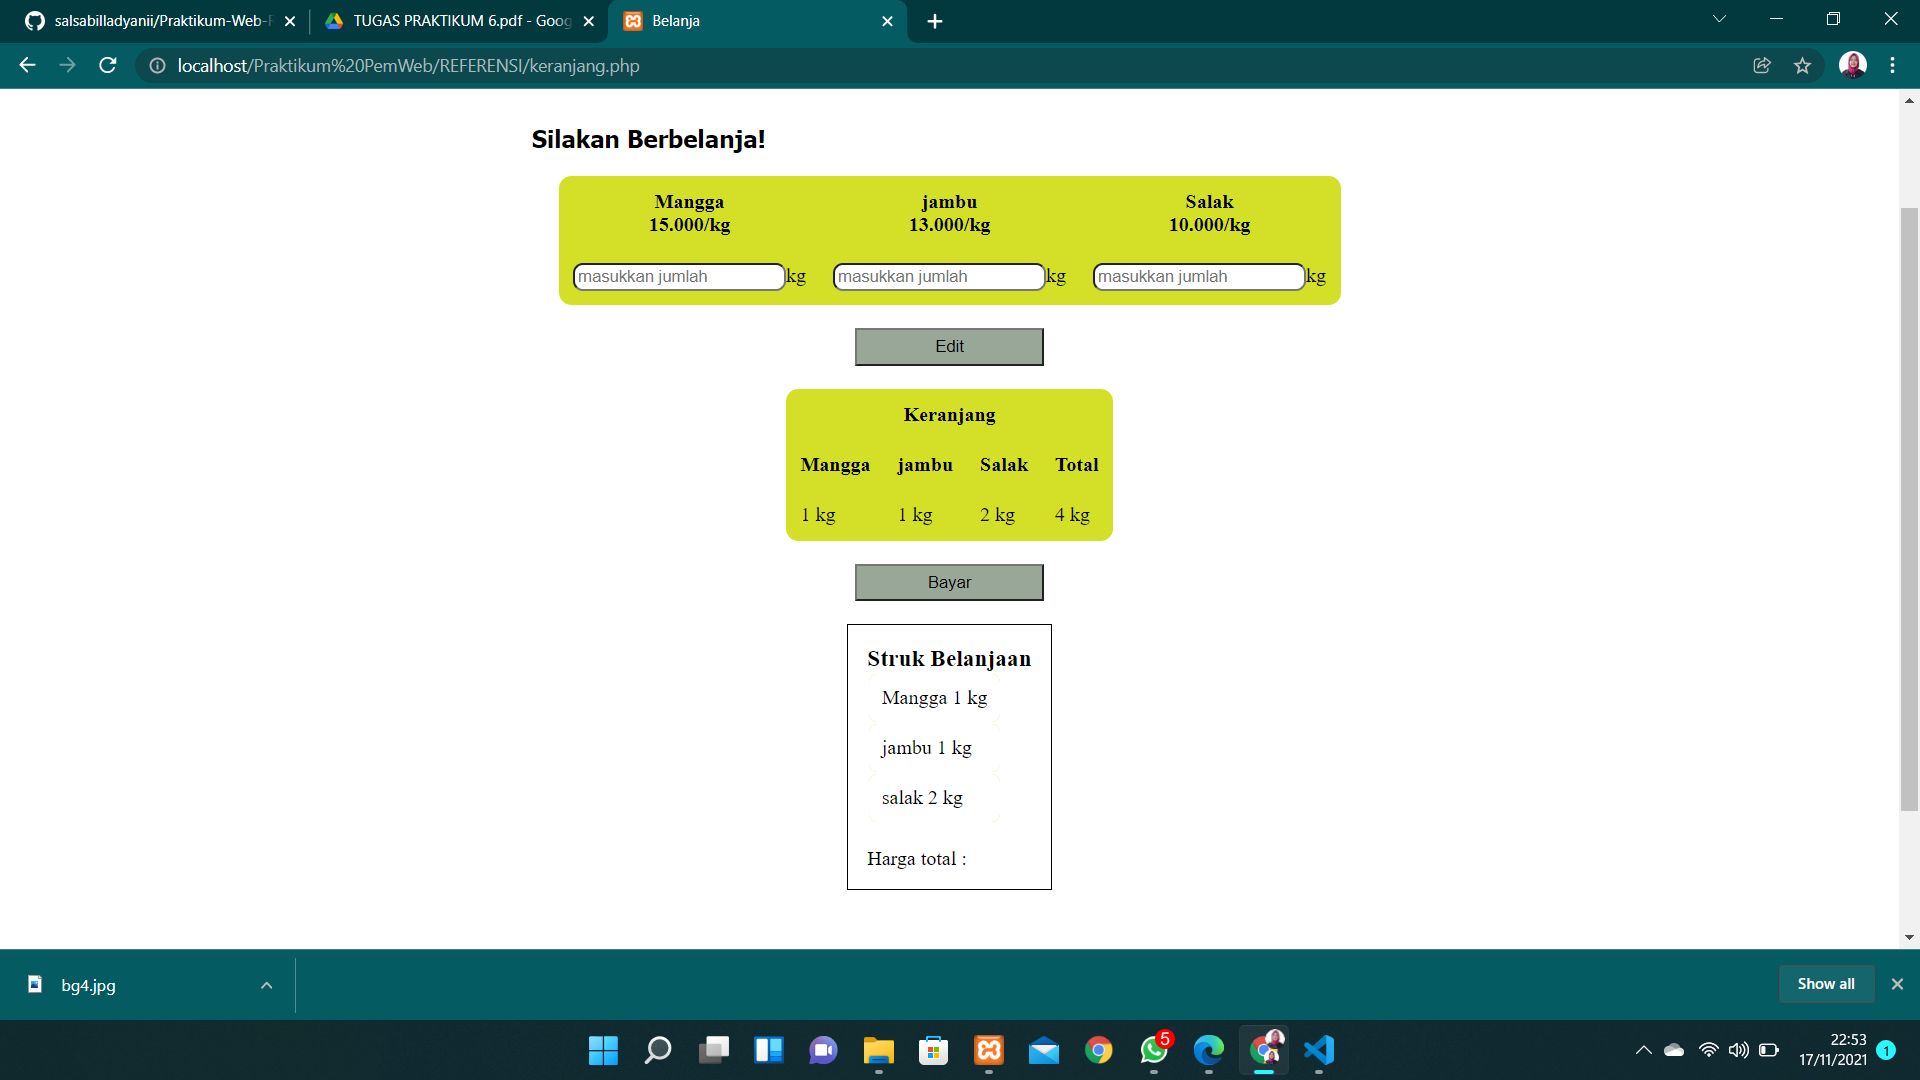 salsabilladyanii/Praktikum-Web-R
TUGAS PRAKTIKUM 6.pdf - Goog
Belanja
localhost/Praktikum%20PemWeb/REFERENSI/keranjang.php
Silakan Berbelanja!
Mangga jambu Salak
15.000/kg 13.000/kg 10.000/kg
masukkan jumlah kg masukkan jumlah kg masukkan jumlah kg
Edit
Keranjang
Mangga jambu Salak Total
1 kg 1 kg 2 kg 4 kg
Bayar
Struk Belanjaan
Mangga 1 kg
jambu 1 kg
salak 2 kg
Harga total :
bg4.jpg
Show all
5
22:53
17/11/2021
1